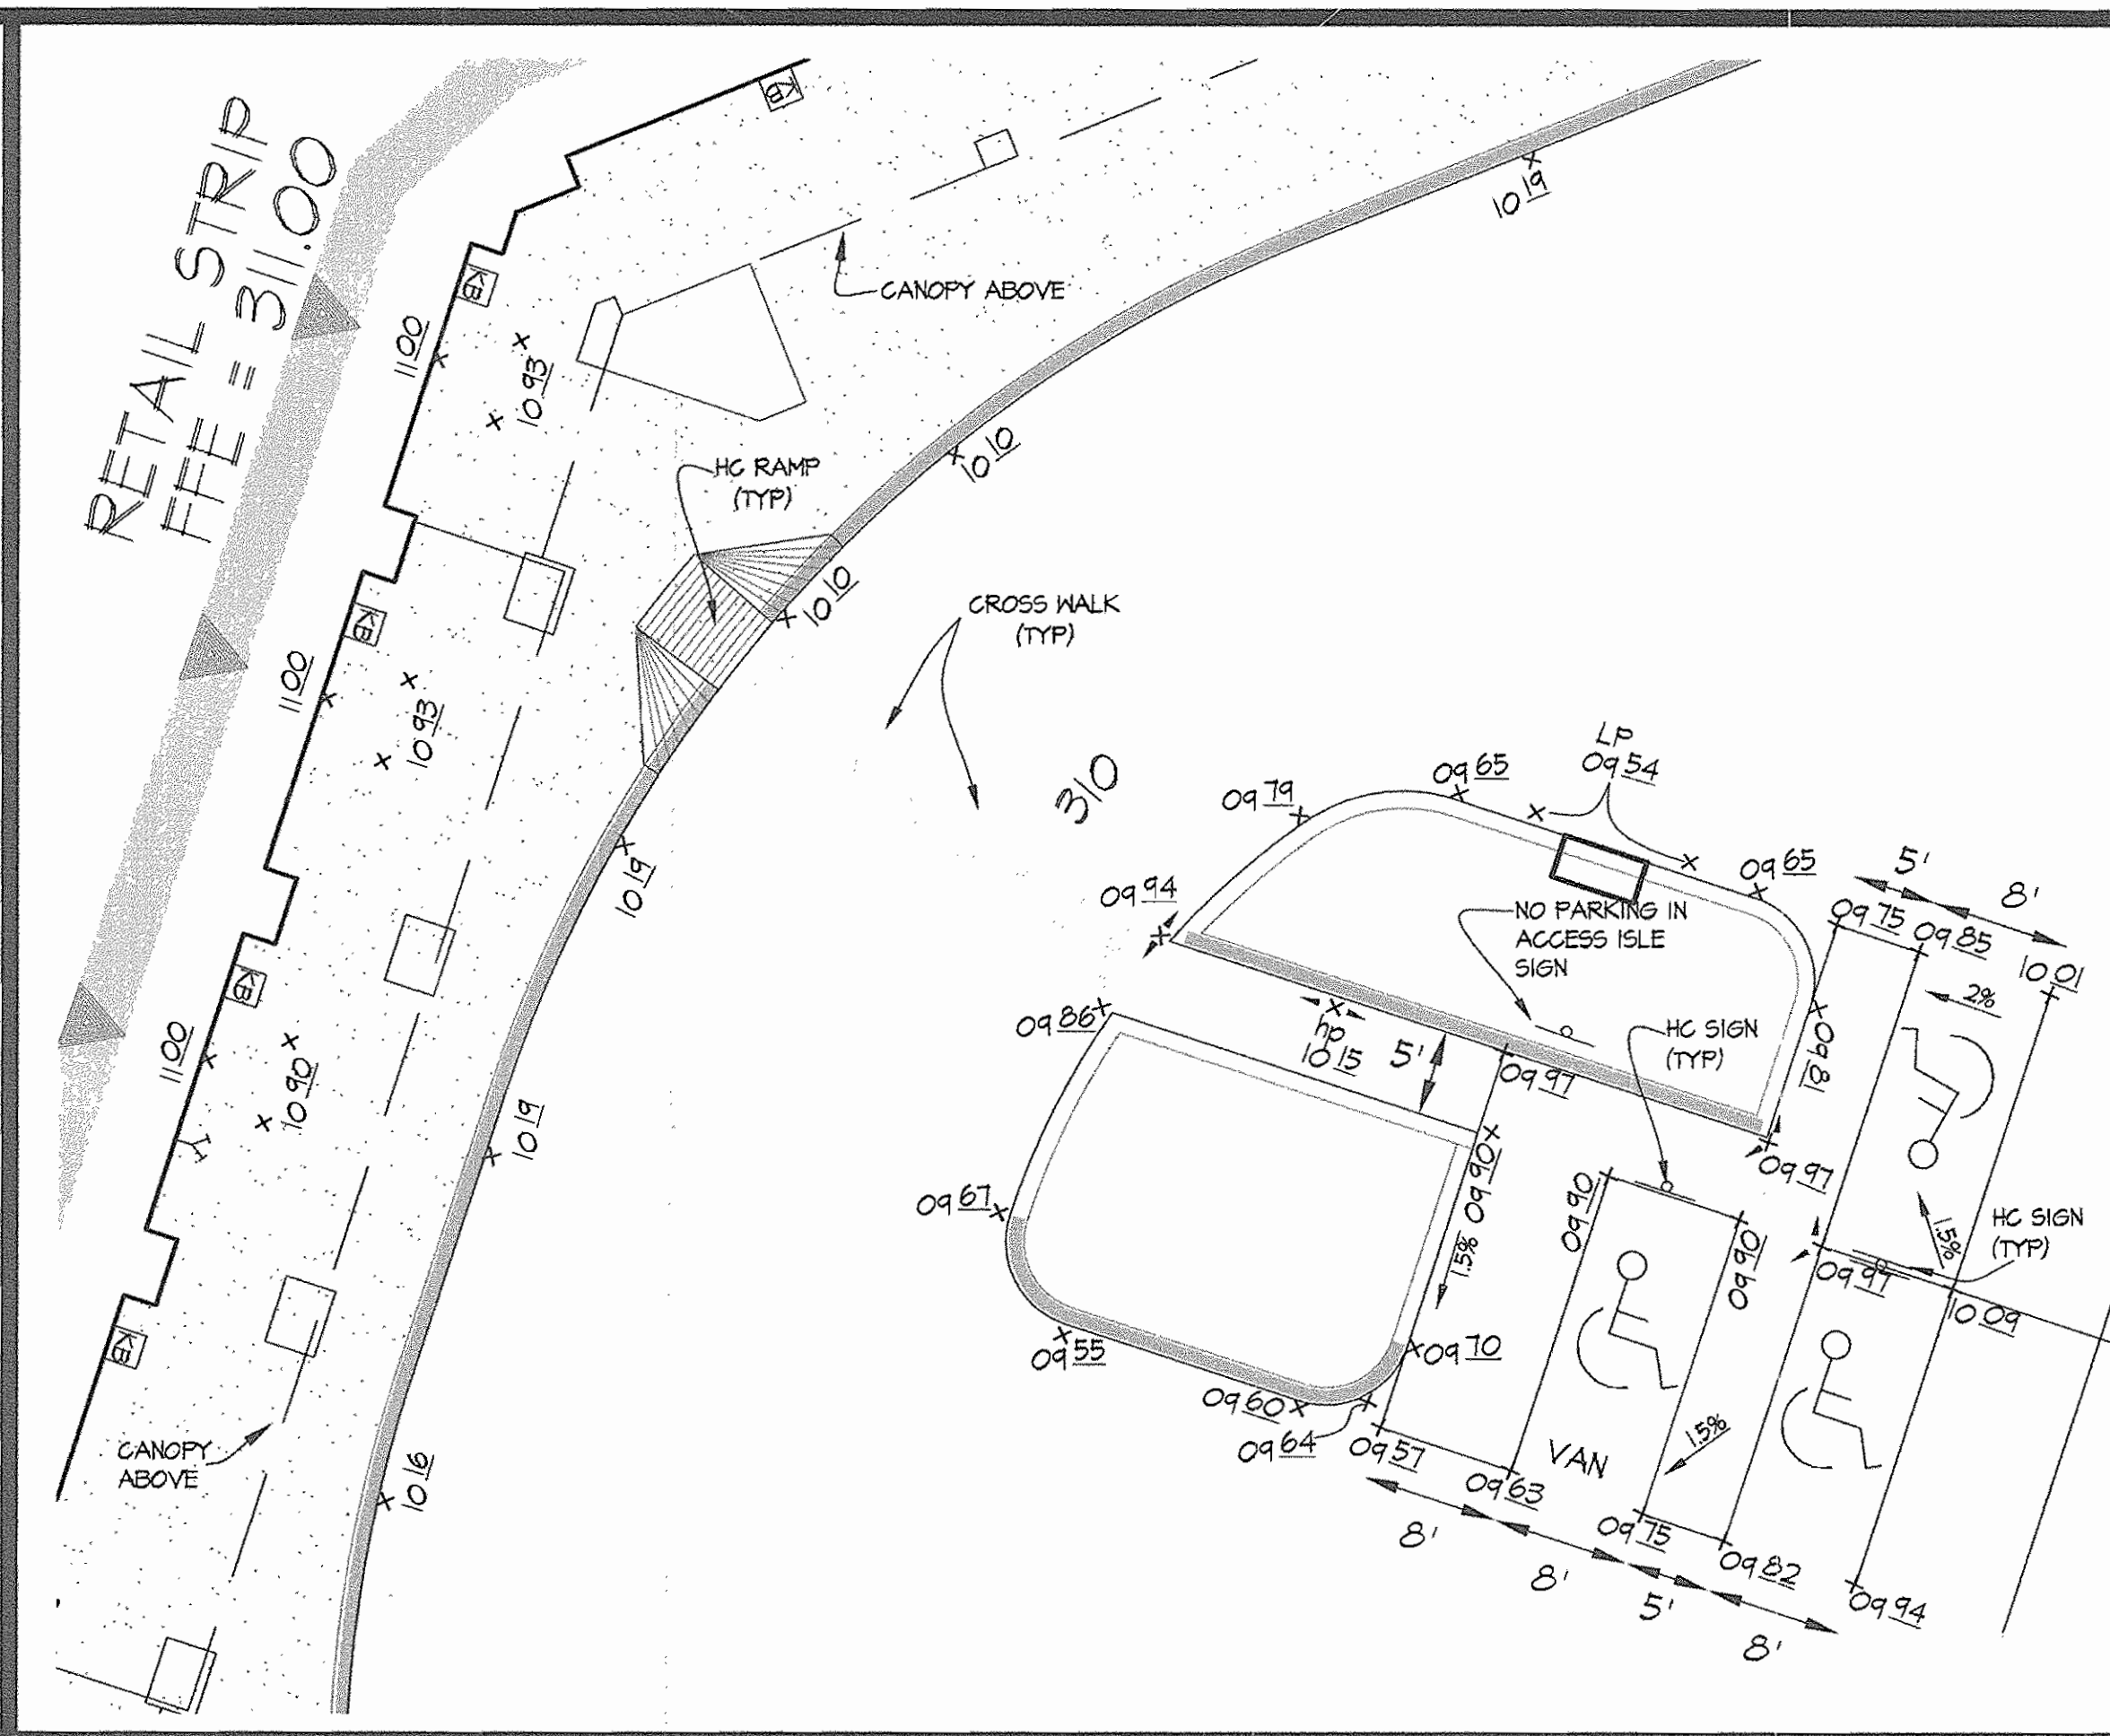 RETAIL STRIP
FFE = 311.00
KB
KB
KB
KB
KB
11 00
10 93
11 00
10 93
11 00
10 90
Y
CANOPY ABOVE
10 19
10 10
HC RAMP
(TYP)
10 10
CROSS WALK
(TYP)
10 19
10 19
10 16
CANOPY
ABOVE
310
LP
09 54
09 65
09 79
09 94
09 65
NO PARKING IN
ACCESS ISLE
SIGN
09 86
hp
10 15
5'
09 97
HC SIGN
(TYP)
09 81
09 97
5'
8'
09 75
09 85
10 01
2%
1.5%
HC SIGN
(TYP)
09 97
10 09
09 67
09 55
09 60
09 64
09 70
09 90
1.5%
09 90
09 90
VAN
1.5%
09 57
09 63
09 75
09 82
09 94
8'
8'
5'
8'